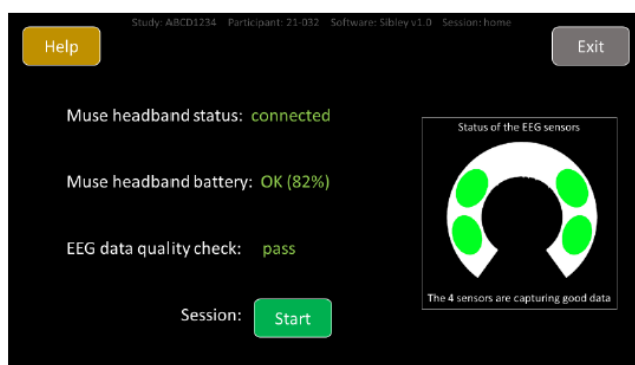 Study: ABCD1234 Participant: 21-032 Software: Sibley v1.0 Session: home
Help
Exit
Muse headband status: connected
Status of the EEG sensors
Muse headband battery: OK (82%)
EEG data quality check: pass
The 4 sensors are capturing good data
Session: Start